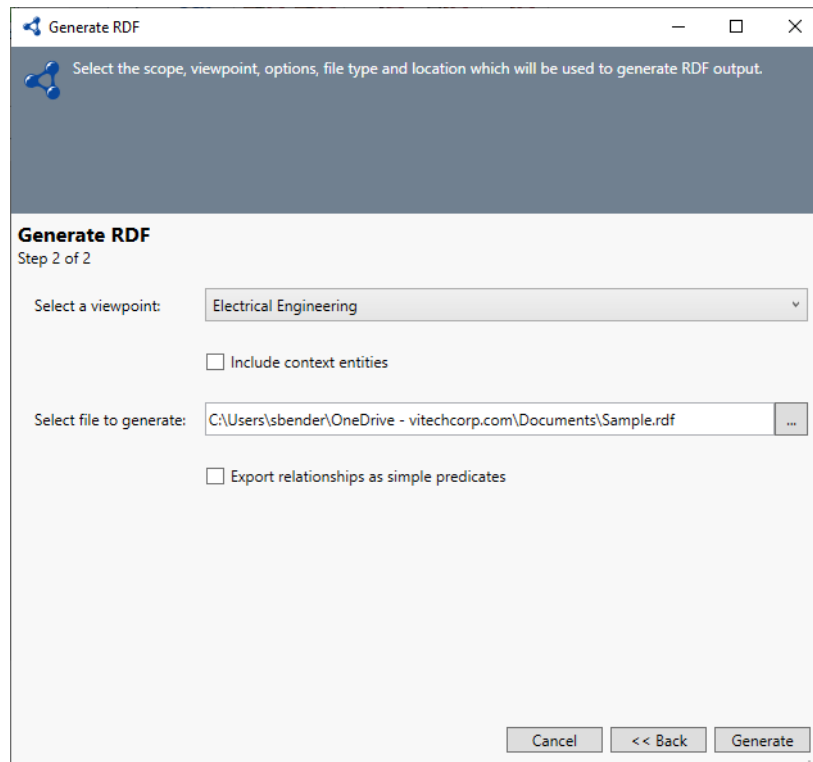 Generate RDF
Select the scope, viewpoint, options, file type and location which will be used to generate RDF output.
Generate RDF
Step 2 of 2
Select a viewpoint: Electrical Engineering
Include context entities
Select file to generate: C:\Users\sbender\OneDrive - vitechcorp.com\Documents\Sample.rdf ...
Export relationships as simple predicates
Cancel << Back Generate